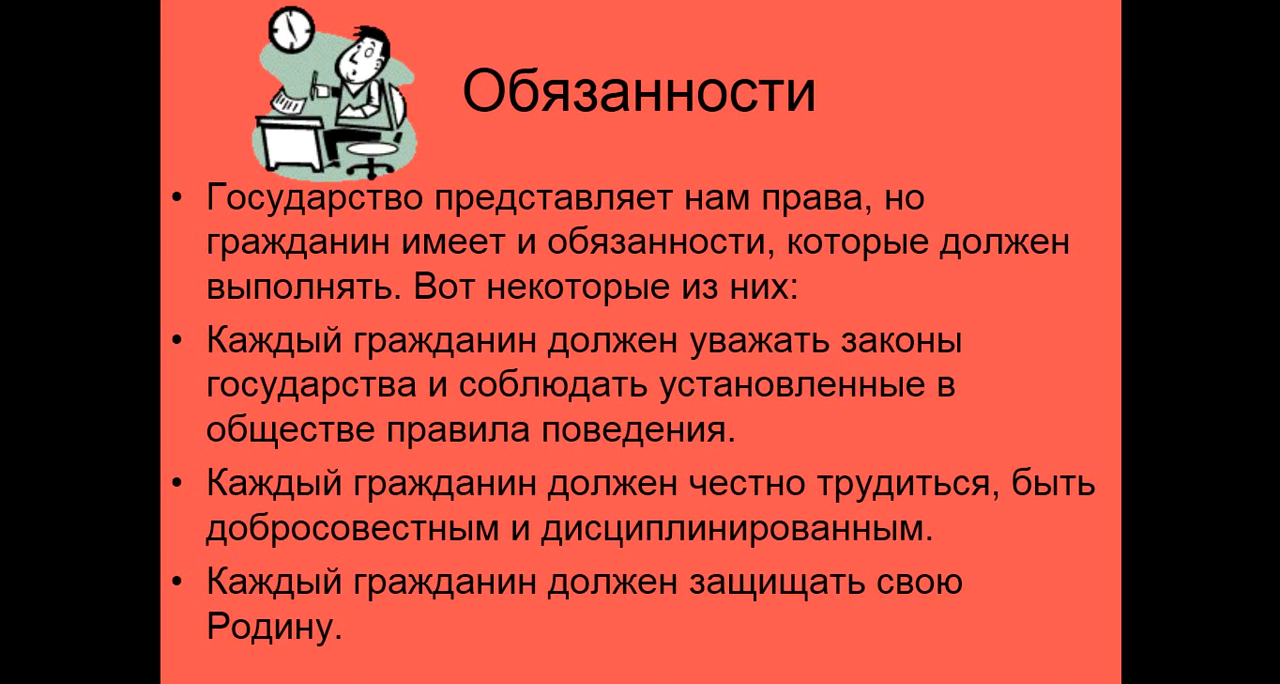 Обязанности
• Государство представляет нам права, но
гражданин имеет и обязанности, которые должен
выполнять. Вот некоторые из них:
• Каждый гражданин должен уважать законы
государства и соблюдать установленные в
обществе правила поведения.
• Каждый гражданин должен честно трудиться, быть
добросовестным и дисциплинированным.
• Каждый гражданин должен защищать свою
Родину.